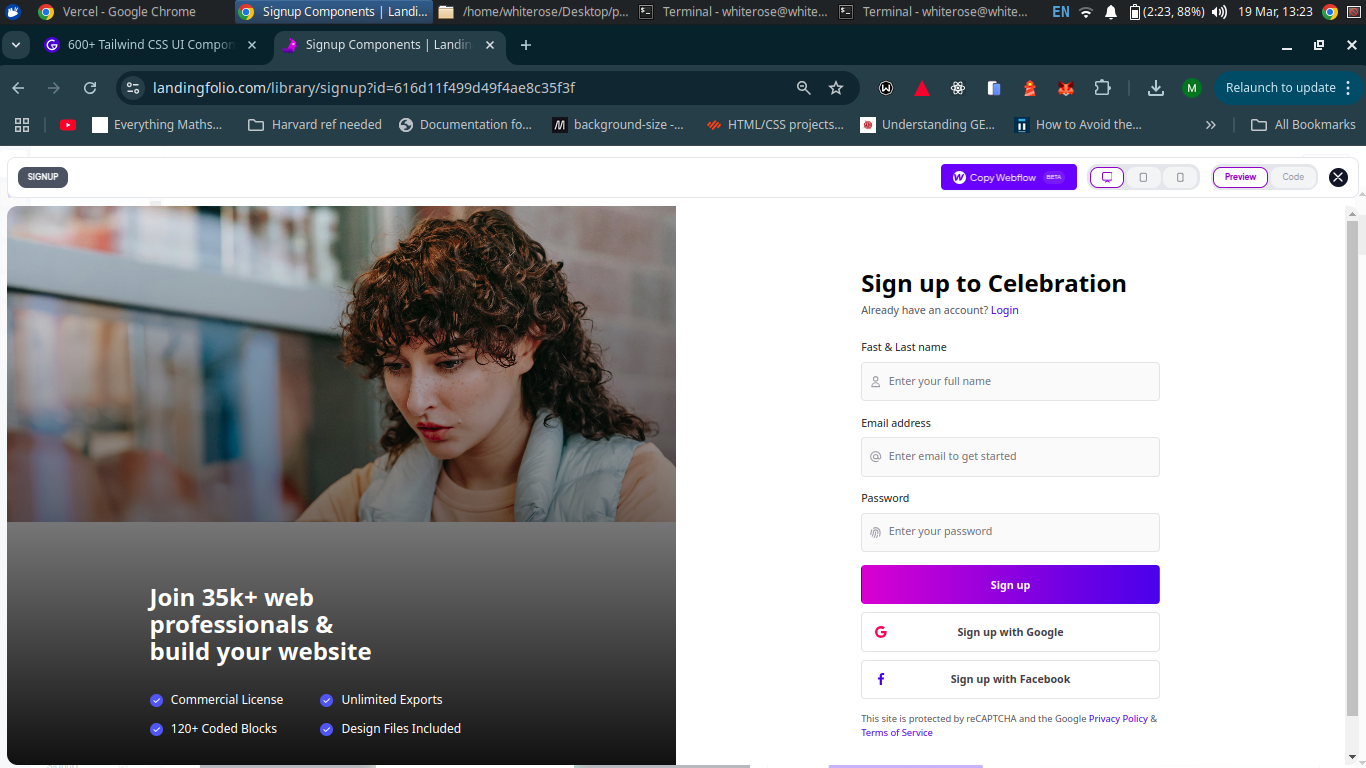 Vercel - Google Chrome
Signup Components | Landi...
/home/whiterose/Desktop/p...
Terminal - whiterose@white...
Terminal - whiterose@white...
EN
(2:23, 88%)
19 Mar, 13:23
600+ Tailwind CSS UI Compon
Signup Components | Landin
landingfolio.com/library/signup?id=616d11f499d49f4ae8c35f3f
M
Relaunch to update
Everything Maths...
Harvard ref needed
Documentation fo...
background-size -...
HTML/CSS projects...
Understanding GE...
How to Avoid the...
All Bookmarks
SIGNUP
Copy Webflow BETA
Preview
Code
Sign up to Celebration
Already have an account? Login
Fast & Last name
Enter your full name
Email address
Enter email to get started
Password
Enter your password
Sign up
Sign up with Google
Sign up with Facebook
This site is protected by reCAPTCHA and the Google Privacy Policy &
Terms of Service
Join 35k+ web
professionals &
build your website
Commercial License
Unlimited Exports
120+ Coded Blocks
Design Files Included